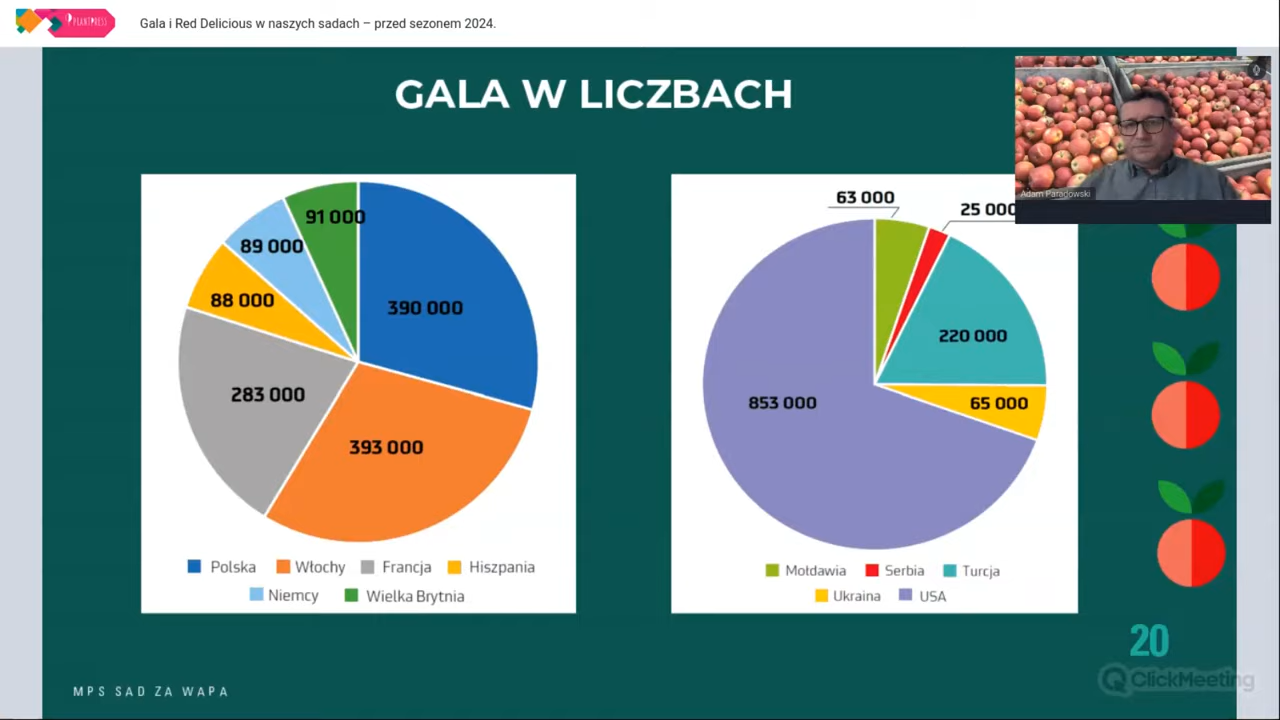 PLANTPRESS
Gala i Red Delicious w naszych sadach – przed sezonem 2024.
GALA W LICZBACH
Adam Paradowski
91 000
89 000
88 000
390 000
283 000
393 000
Polska Włochy Francja Hiszpania
Niemcy Wielka Brytnia
63 000
25 000
220 000
853 000
65 000
Mołdawia Serbia Turcja
Ukraina USA
20
MPS SAD ZA WAPA
ClickMeeting